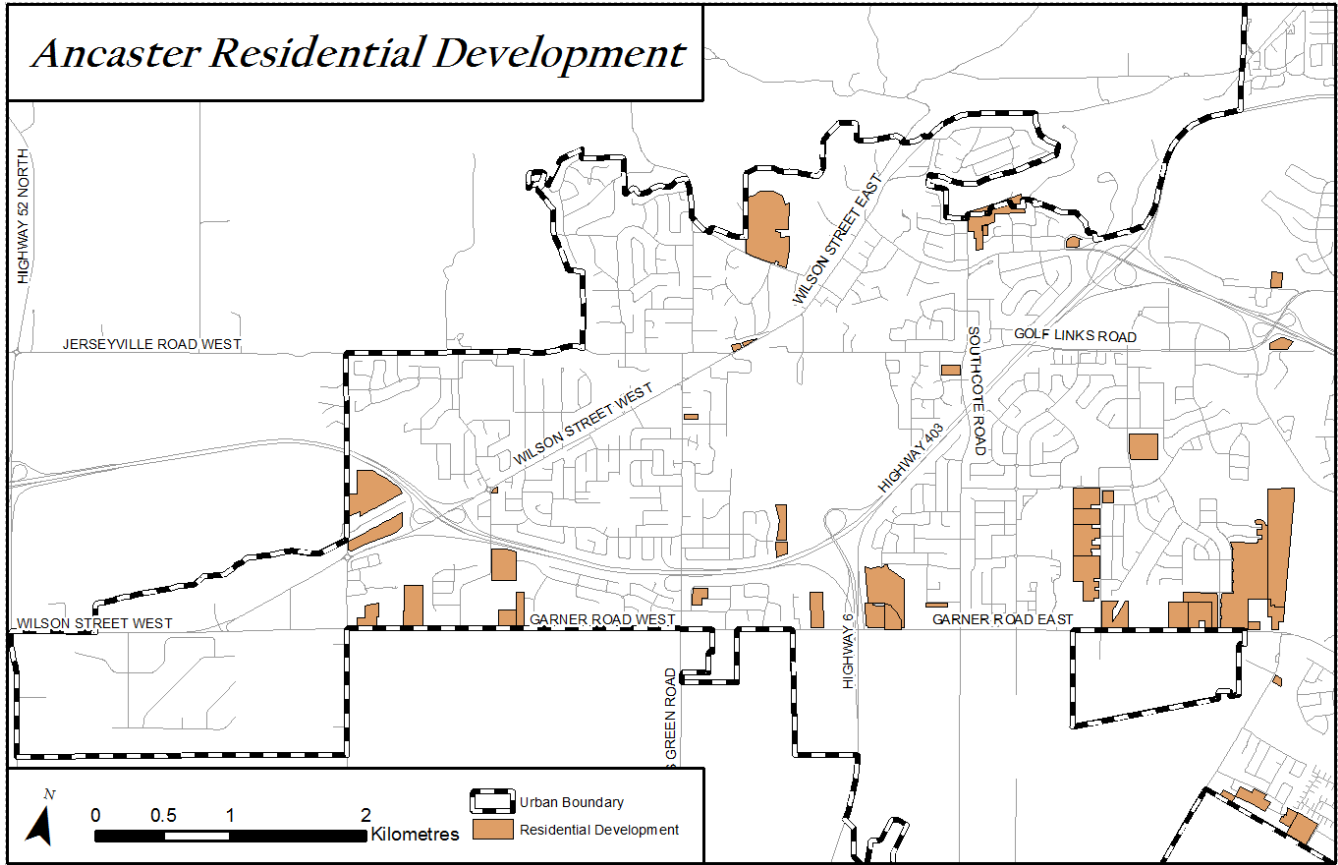 Ancaster Residential Development
HIGHWAY 52 NORTH
WILSON STREET EAST
JERSEYVILLE ROAD WEST
GOLF LINKS ROAD
SOUTHCOTE ROAD
WILSON STREET WEST
HIGHWAY 403
WILSON STREET WEST
GARNER ROAD WEST
GARNER ROAD EAST
HIGHWAY 6
GREEN ROAD
N
0 0.5 1 2
Kilometres
Urban Boundary
Residential Development